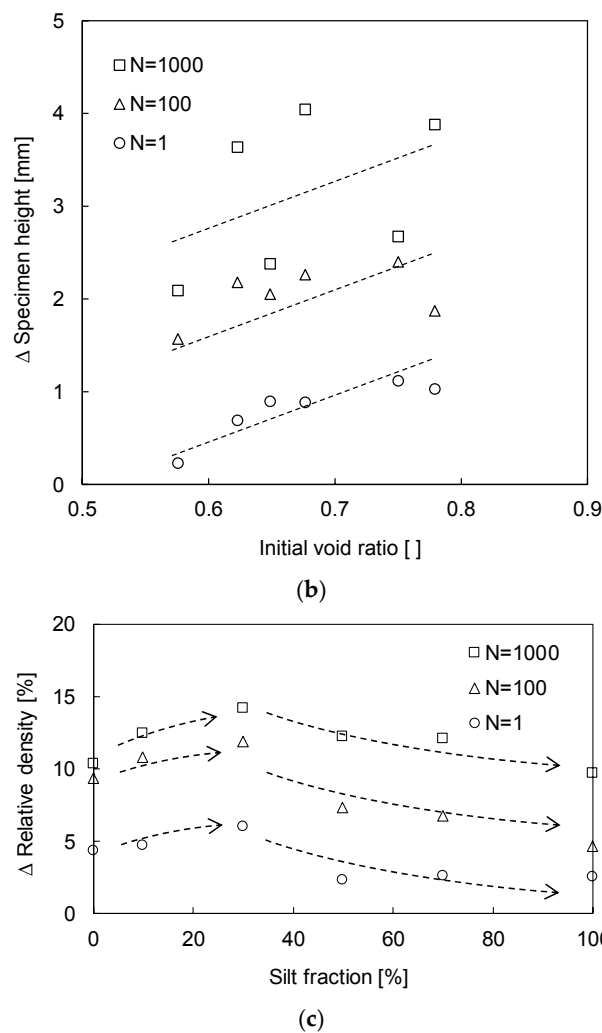 5
N=1000
N=100
N=1
4
3
2
1
0
Δ Specimen height [mm]
0.5 0.6 0.7 0.8 0.9
Initial void ratio [ ]
(b)
20
N=1000
N=100
N=1
15
10
5
0
Δ Relative density [%]
0 20 40 60 80 100
Silt fraction [%]
(c)